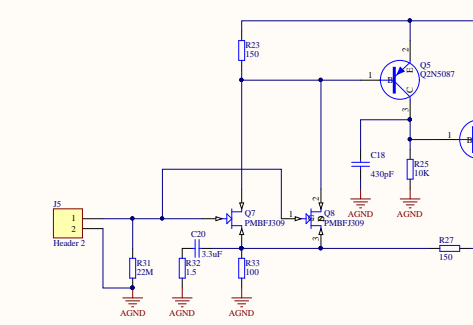 R23
150
2
Q5
Q2N5087
1
B
E
C
3
1
B
C18
430pF
R25
10K
AGND
AGND
J5
1
2
Header 2
Q7
PMBFJ309
1
2
Q8
PMBFJ309
3
C20
3.3uF
R31
22M
R32
1.5
R33
100
R27
150
AGND
AGND
AGND